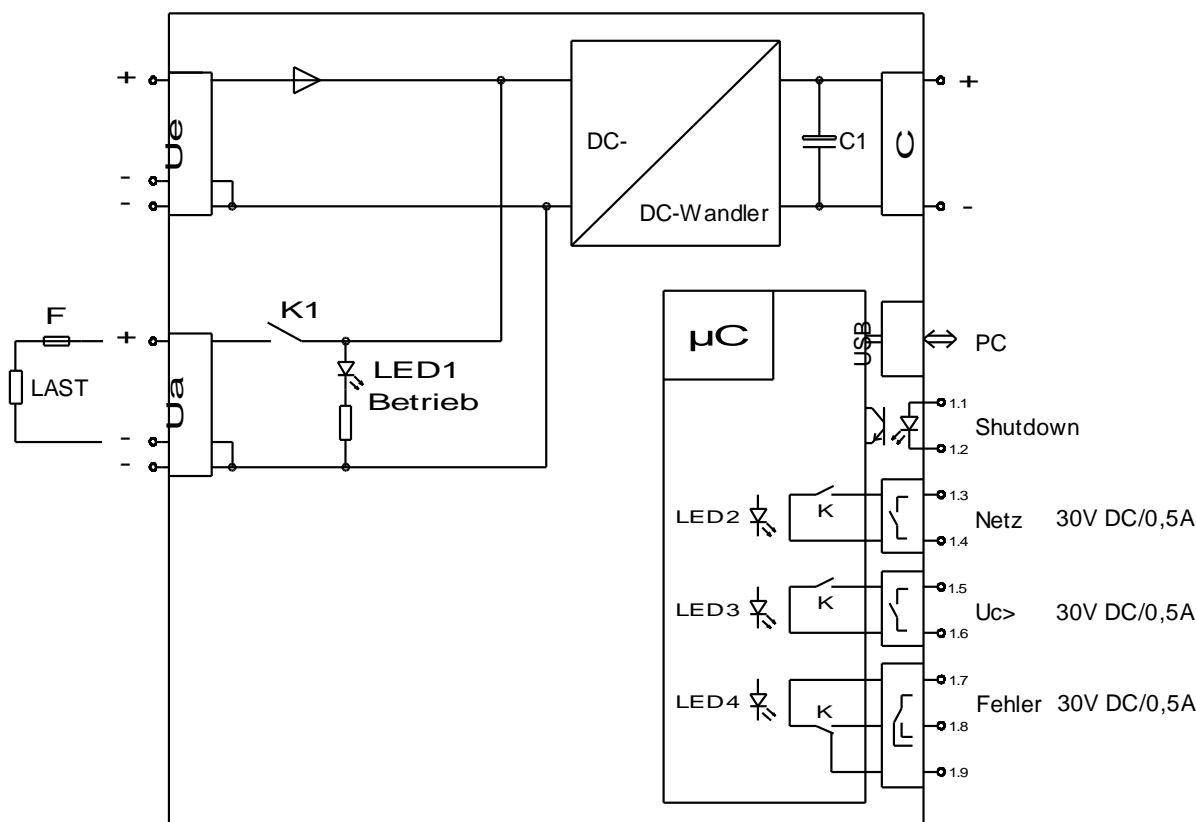 +
-
-
Ue
DC-
DC-Wandler
C1
C
+
-
F
LAST
+
-
-
Ua
K1
LED1
Betrieb
µC
USB
PC
1.1
Shutdown
1.2
LED2
K
1.3
Netz 30V DC/0,5A
1.4
LED3
K
1.5
Uc> 30V DC/0,5A
1.6
LED4
K
1.7
Fehler 30V DC/0,5A
1.8
1.9